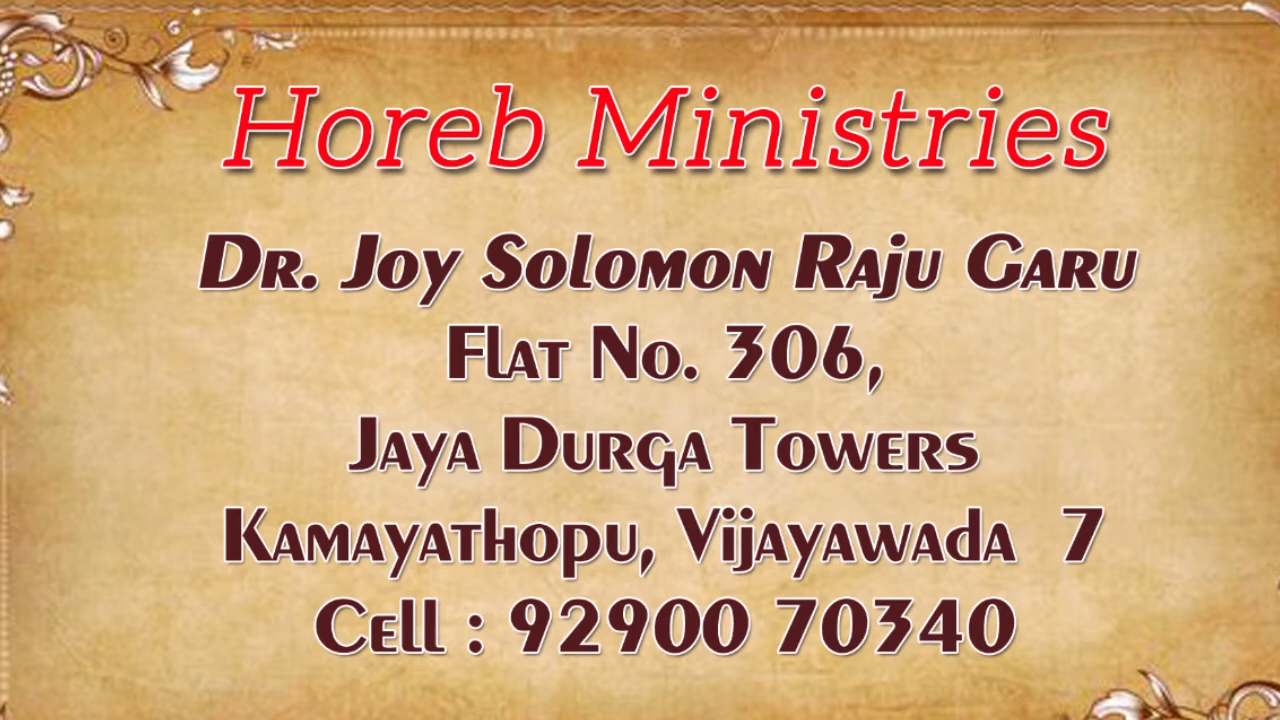 Horeb Ministries
Dr. Joy Solomon Raju Garu
Flat No. 306,
Jaya Durga Towers
Kamayathopu, Vijayawada 7
Cell : 92900 70340